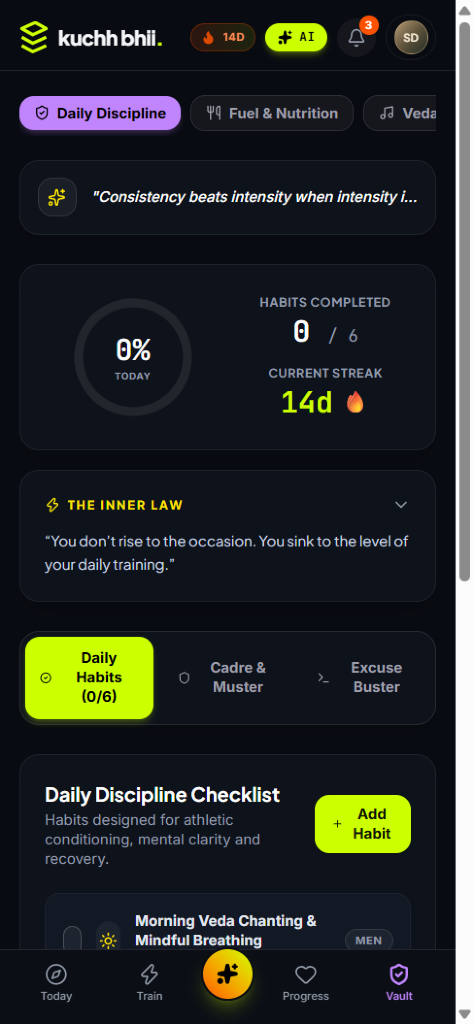 kuchh bhii.
14D
AI
3
SD
Daily Discipline
Fuel & Nutrition
Veda
"Consistency beats intensity when intensity i...
0%
TODAY
HABITS COMPLETED
0 / 6
CURRENT STREAK
14d 🔥
THE INNER LAW
“You don’t rise to the occasion. You sink to the level of
your daily training.”
Daily
Habits
(0/6)
Cadre &
Muster
Excuse
Buster
Daily Discipline Checklist
Habits designed for athletic
conditioning, mental clarity and
recovery.
+ Add
Habit
Morning Veda Chanting &
Mindful Breathing
MEN
Today
Train
Progress
Vault